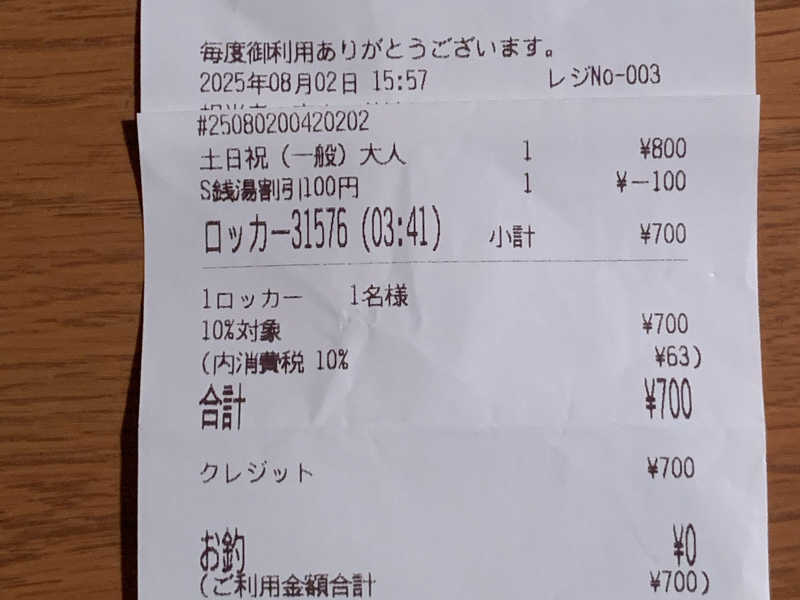 毎度御利用ありがとうございます。
2025年08月02日 15:57 レジNo-003
#25080200420202
土日祝（一般）大人 1 ¥800
S銭湯割引100円 1 ¥-100
ロッカー31576 (03:41) 小計 ¥700
1ロッカー 1名様
10%対象 ¥700
(内消費税 10% ¥63)
合計 ¥700
クレジット ¥700
お釣 ¥0
(ご利用金額合計 ¥700)